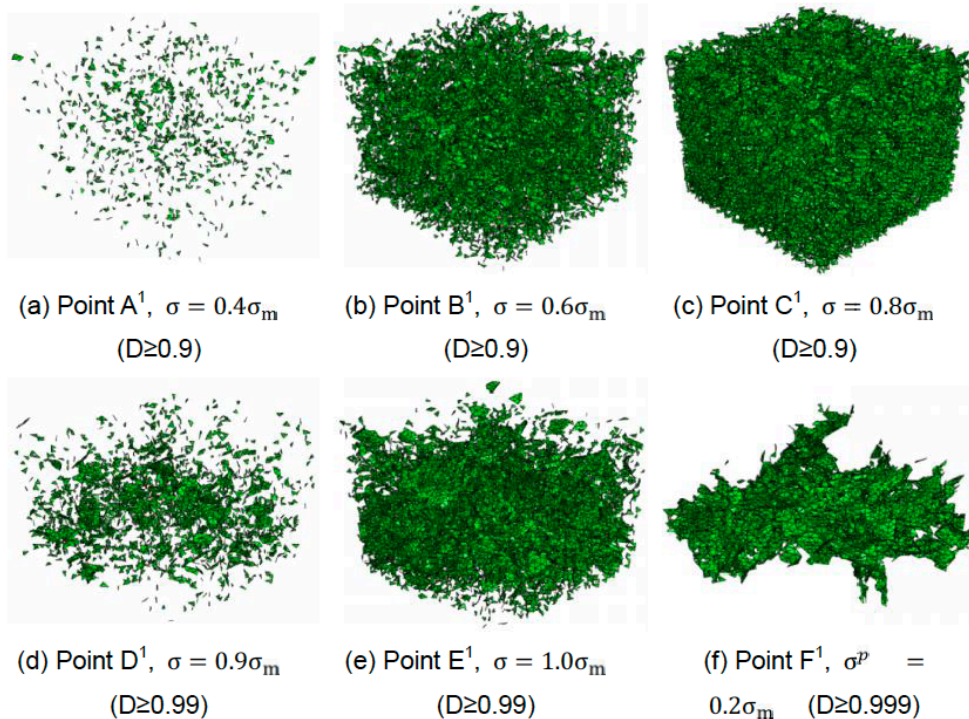 (a) Point A¹, σ = 0.4σₘ
(D≥0.9)
(b) Point B¹, σ = 0.6σₘ
(D≥0.9)
(c) Point C¹, σ = 0.8σₘ
(D≥0.9)
(d) Point D¹, σ = 0.9σₘ
(D≥0.99)
(e) Point E¹, σ = 1.0σₘ
(D≥0.99)
(f) Point F¹, σᵖ =
0.2σₘ (D≥0.999)